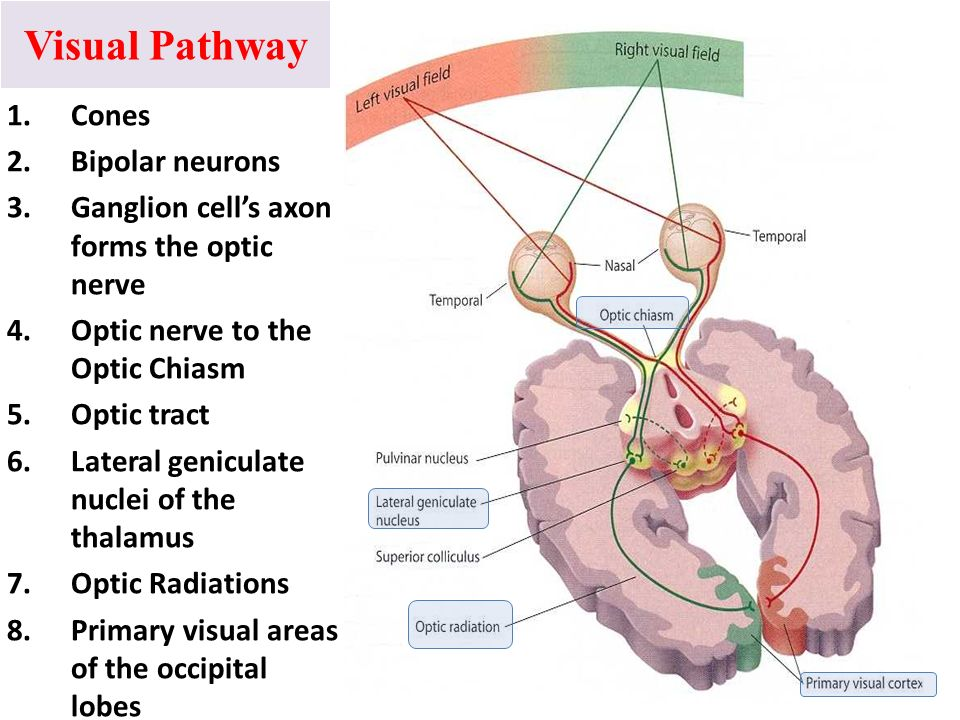 Visual Pathway
1. Cones
2. Bipolar neurons
3. Ganglion cell’s axon
forms the optic
nerve
4. Optic nerve to the
Optic Chiasm
5. Optic tract
6. Lateral geniculate
nuclei of the
thalamus
7. Optic Radiations
8. Primary visual areas
of the occipital
lobes
Left visual field
Right visual field
Temporal
Nasal
Temporal
Optic chiasm
Pulvinar nucleus
Lateral geniculate
nucleus
Superior colliculus
Optic radiation
Primary visual cortex